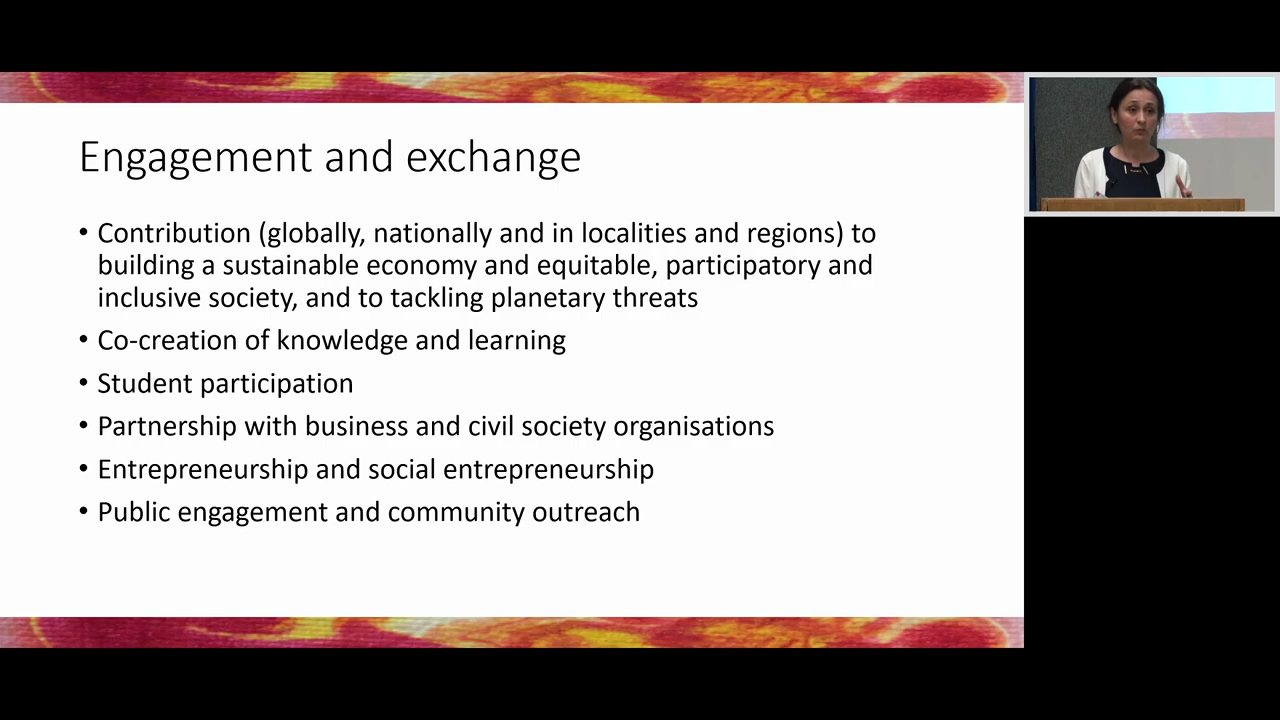 Engagement and exchange
• Contribution (globally, nationally and in localities and regions) to
building a sustainable economy and equitable, participatory and
inclusive society, and to tackling planetary threats
• Co-creation of knowledge and learning
• Student participation
• Partnership with business and civil society organisations
• Entrepreneurship and social entrepreneurship
• Public engagement and community outreach